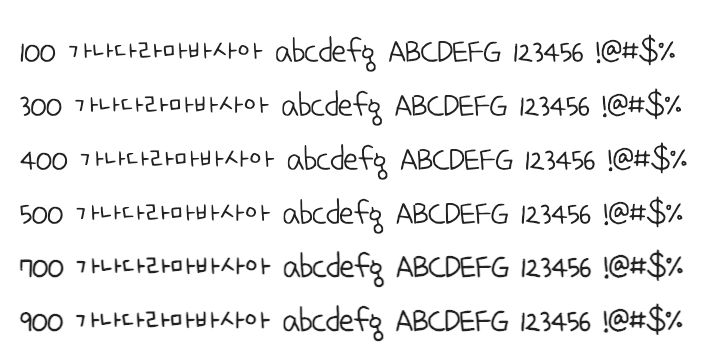 100 가나다라마바사아 abcdefg ABCDEFG 123456 !@#$%
300 가나다라마바사아 abcdefg ABCDEFG 123456 !@#$%
400 가나다라마바사아 abcdefg ABCDEFG 123456 !@#$%
500 가나다라마바사아 abcdefg ABCDEFG 123456 !@#$%
700 가나다라마바사아 abcdefg ABCDEFG 123456 !@#$%
900 가나다라마바사아 abcdefg ABCDEFG 123456 !@#$%